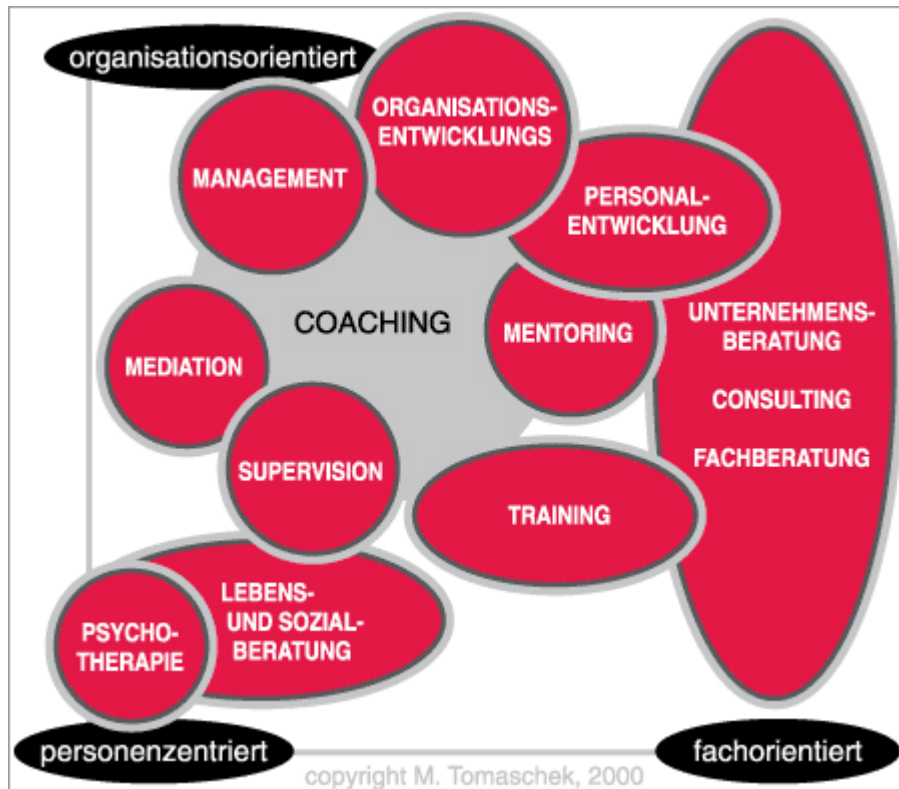 organisationsorientiert
ORGANISATIONS-
ENTWICKLUNGS
MANAGEMENT
PERSONAL-
ENTWICKLUNG
COACHING
MENTORING
UNTERNEHMENS-
BERATUNG
CONSULTING
FACHBERATUNG
MEDIATION
SUPERVISION
TRAINING
LEBENS-
UND SOZIAL-
BERATUNG
PSYCHO-
THERAPIE
personenzentriert
fachorientiert
copyright M. Tomaschek, 2000